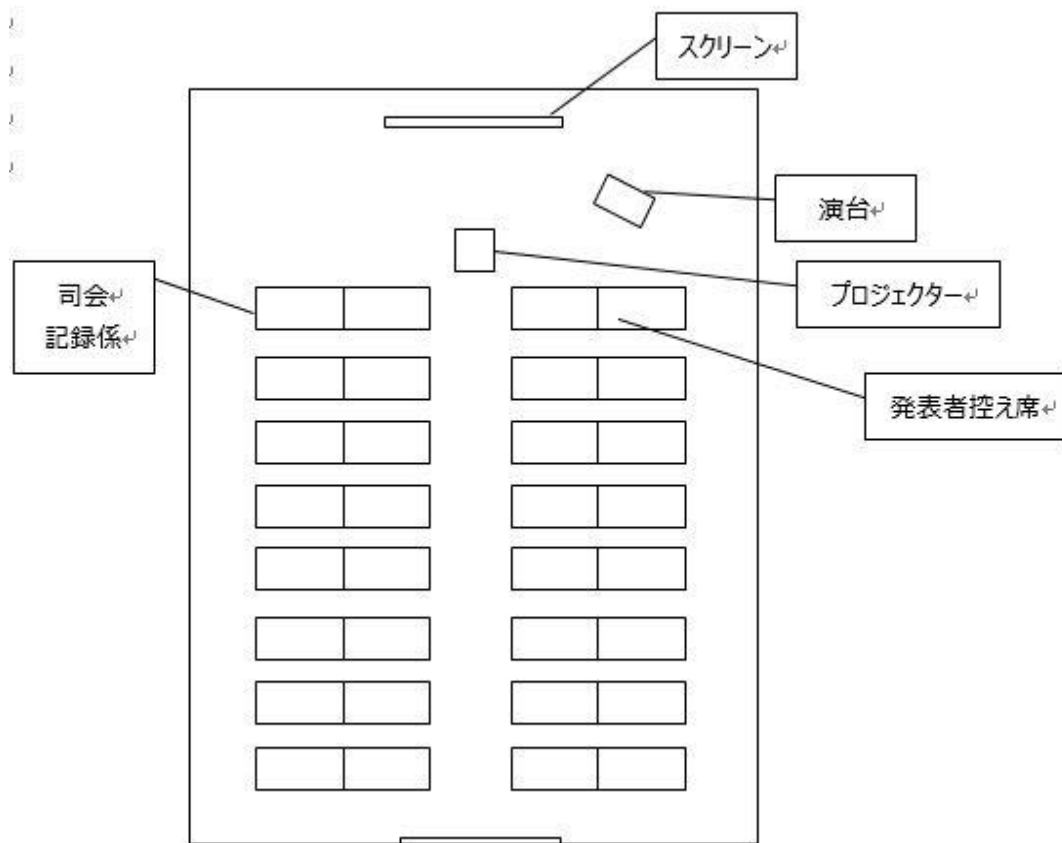 スクリーン
演台
プロジェクター
司会
記録係
発表者控え席